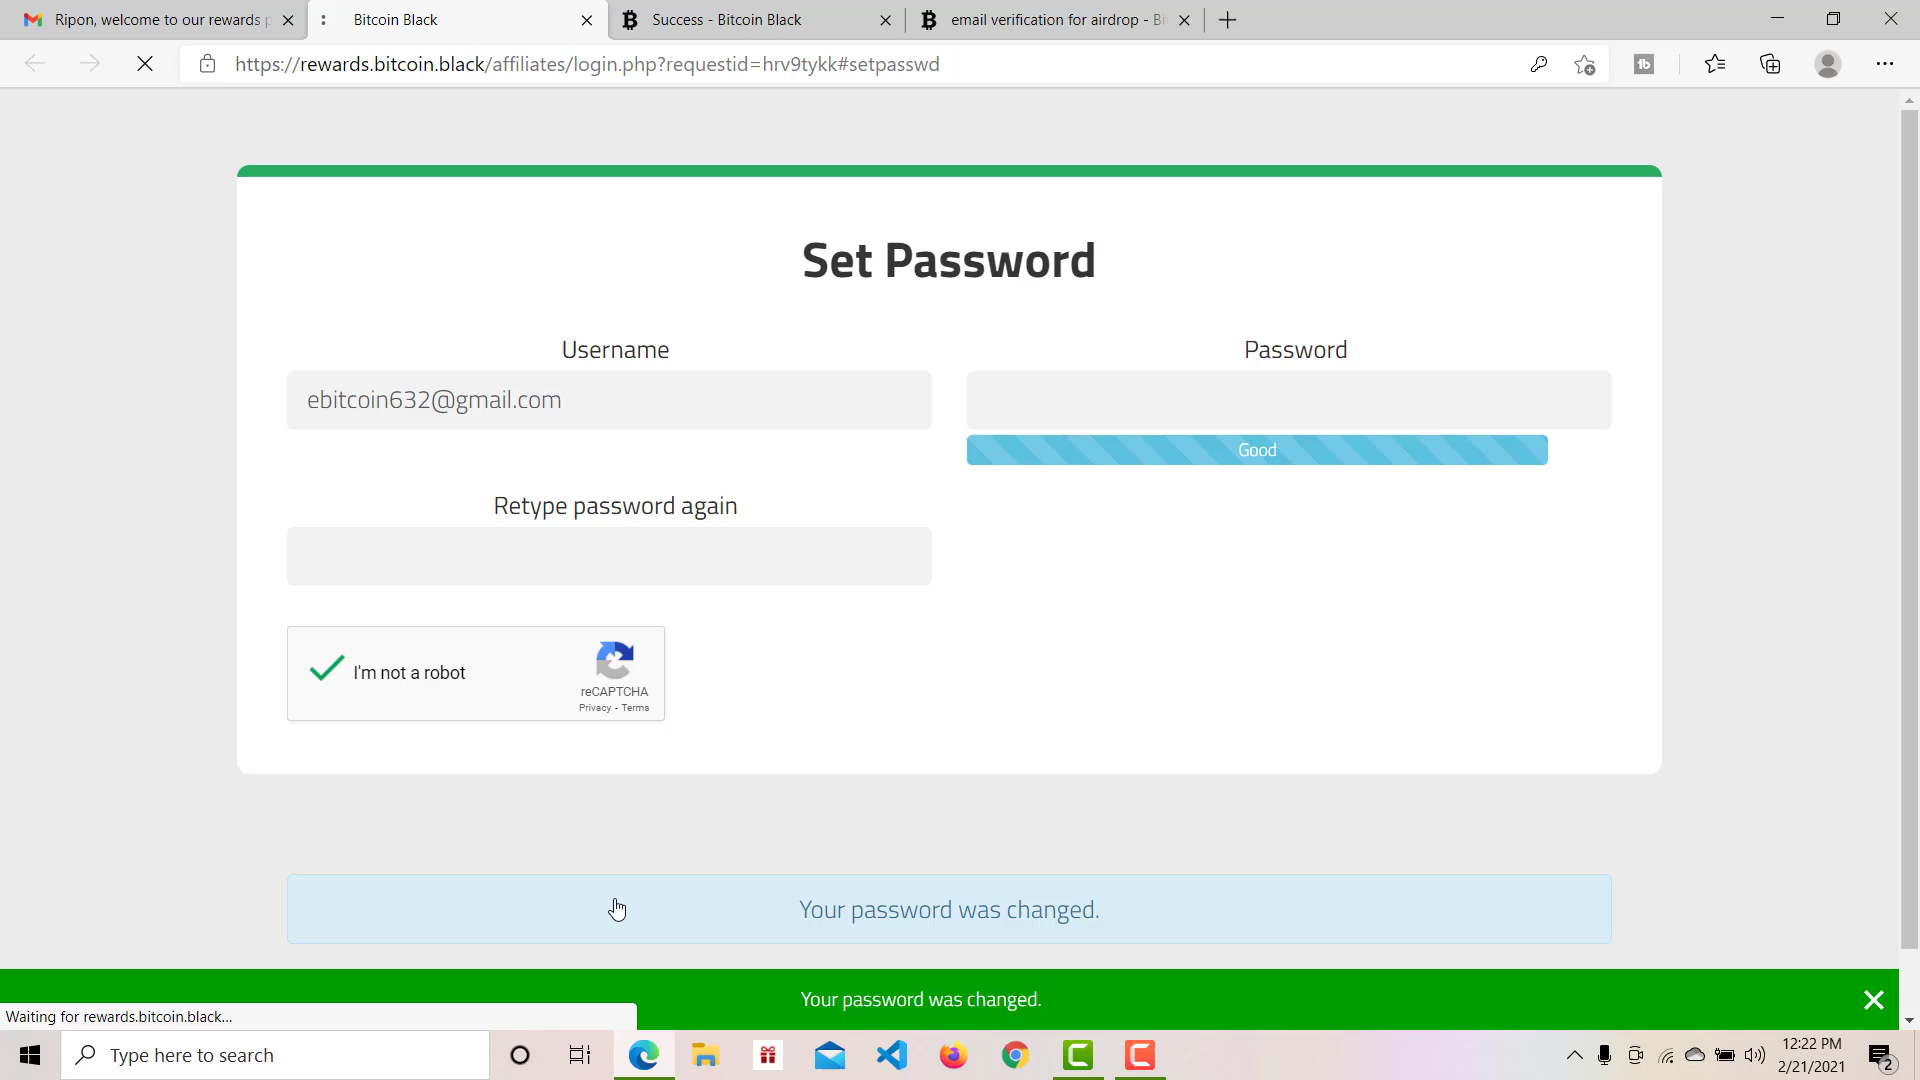 Ripon, welcome to our rewards p
Bitcoin Black
Success - Bitcoin Black
email verification for airdrop - Bi
https://rewards.bitcoin.black/affiliates/login.php?requestid=hrv9tykk#setpasswd
Set Password
Username
Password
ebitcoin632@gmail.com
Good
Retype password again
I'm not a robot
reCAPTCHA
Privacy - Terms
Your password was changed.
Your password was changed.
Waiting for rewards.bitcoin.black...
Type here to search
12:22 PM
2/21/2021
2